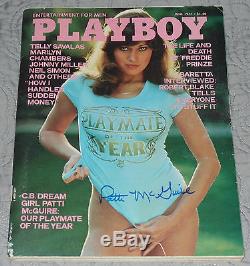 ENTERTAINMENT FOR MEN
PLAYBOY
TELLY SAVALAS
MARILYN
CHAMBERS
JOHNNY MILLER
NEIL SIMON
AND OTHERS
"HOW I
HANDLE
SUDDEN
MONEY"
THE LIFE AND
DEATH
OF FREDDIE
PRINZE
BARETTA
INTERVIEWED:
ROBERT BLAKE
TELLS
EVERYONE
STUFF IT
PLAYMATE
OF THE
YEAR
Patti McGuire
C.B. DREAM
GIRL PATTI
McGUIRE:
OUR PLAYMATE
OF THE YEAR